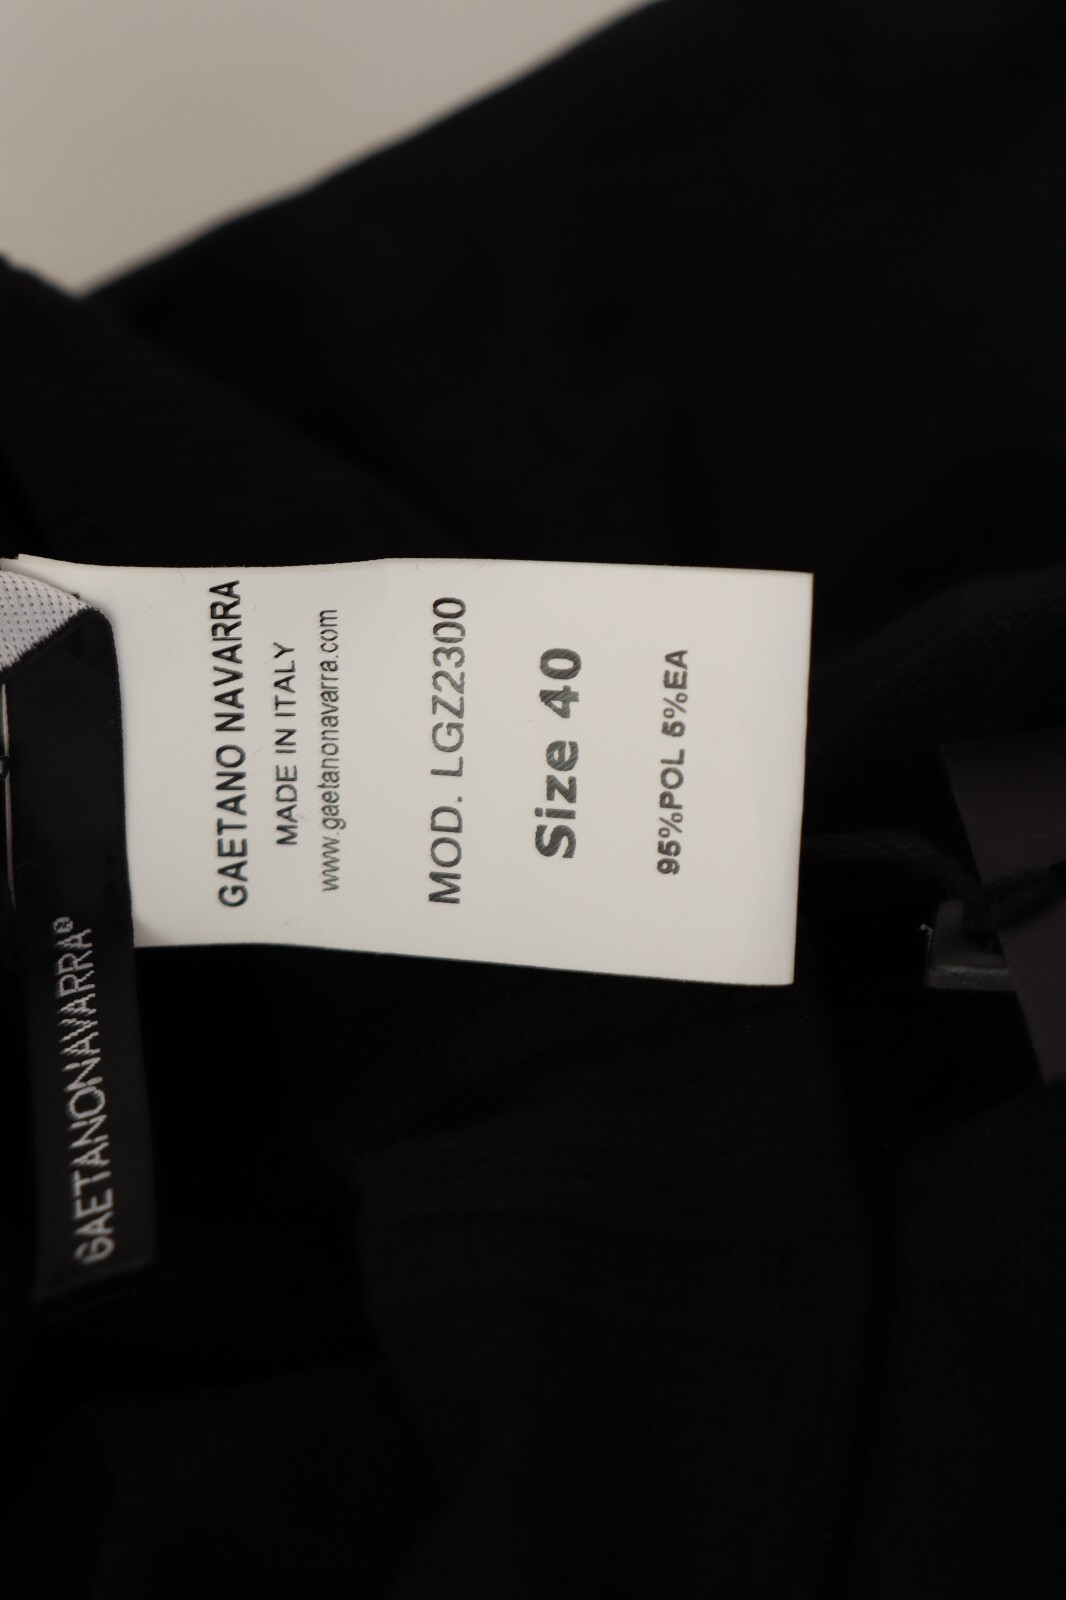 GAETANONAVARRA®
GAETANO NAVARRA
MADE IN ITALY
www.gaetanonavarra.com
MOD. LGZ2300
Size 40
95%POL 5%EA